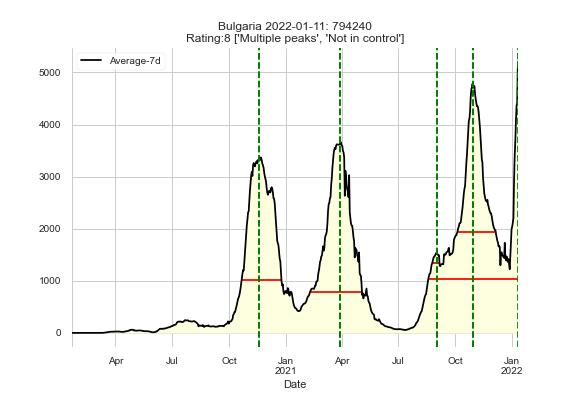 Bulgaria 2022-01-11: 794240
Rating:8 ['Multiple peaks', 'Not in control']
Average-7d
5000
4000
3000
2000
1000
0
Apr Jul Oct Jan Apr Jul Oct Jan
2021 2022
Date